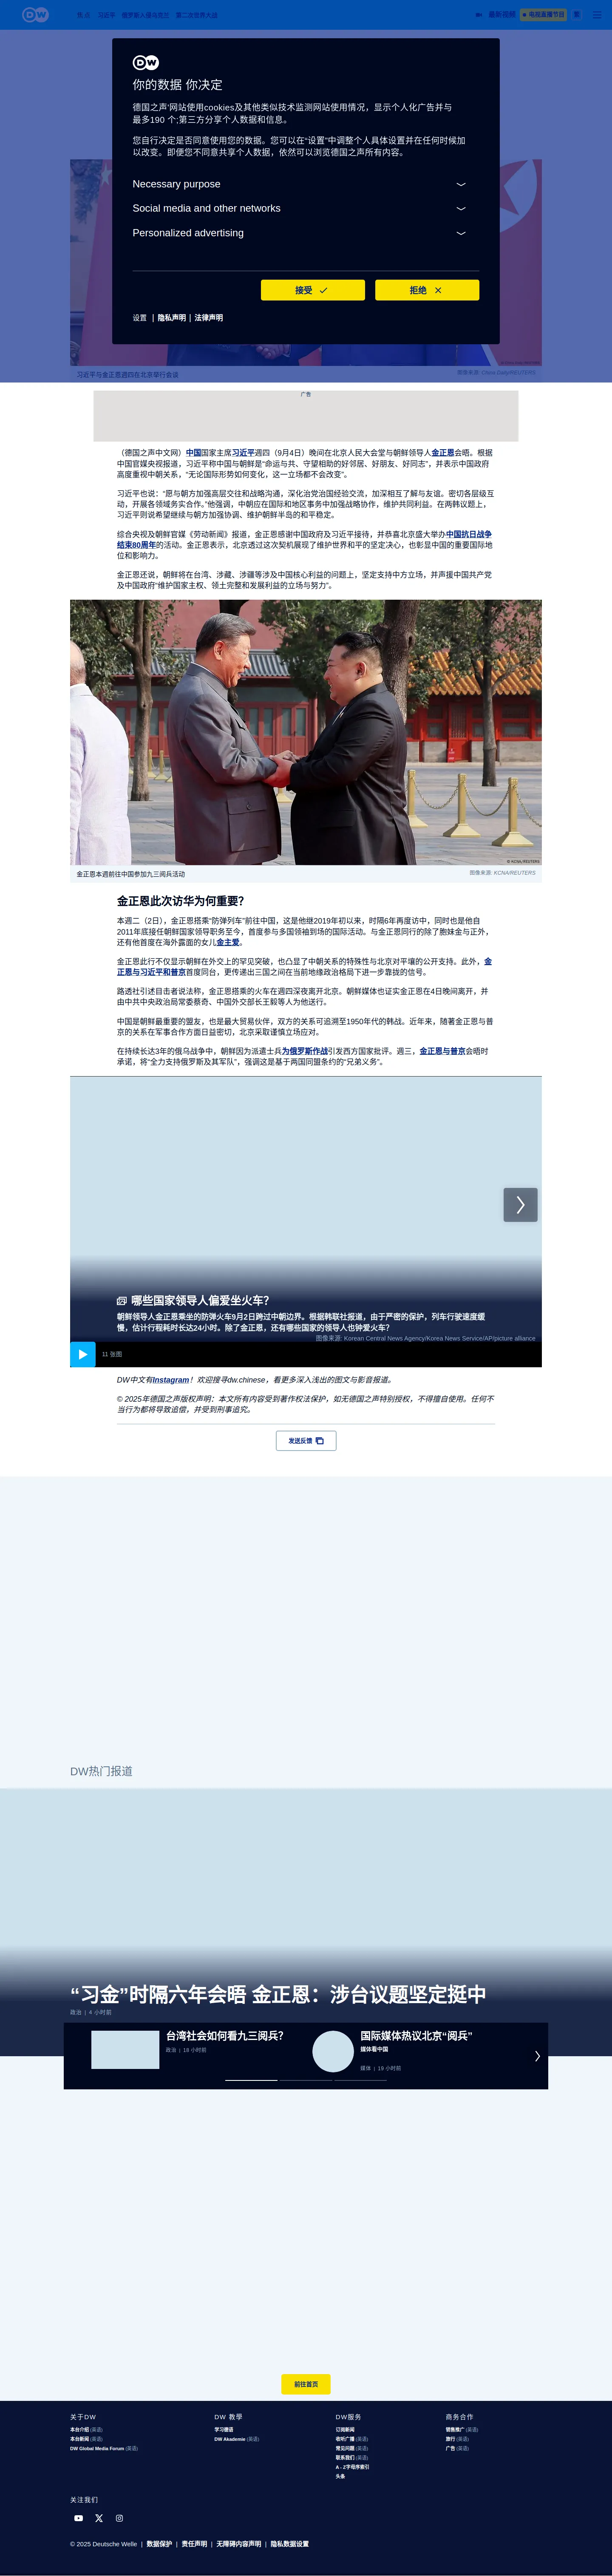 DW
焦 点
习近平
俄罗斯入侵乌克兰
第二次世界大战
最新视频
电视直播节目
你的数据 你决定
德国之声'网站使用cookies及其他类似技术监测网站使用情况，显示个人化广告并与
最多190 个;第三方分享个人数据和信息。
您自行决定是否同意使用您的数据。您可以在“设置”中调整个人具体设置并在任何时候加
以改变。即便您不同意共享个人数据，依然可以浏览德国之声所有内容。
Necessary purpose
Social media and other networks
Personalized advertising
接受
拒绝
设置 | 隐私声明 | 法律声明
习近平与金正恩週四在北京举行会谈
图像来源: China Daily/REUTERS
广告
（德国之声中文网）中国国家主席习近平週四（9月4日）晚间在北京人民大会堂与朝鲜领导人金正恩会晤。根据
中国官媒央视报道，习近平称中国与朝鲜是“命运与共、守望相助的好邻居、好朋友、好同志”，并表示中国政府
高度重视中朝关系，“无论国际形势如何变化，这一立场都不会改变”。
习近平也说：“愿与朝方加强高层交往和战略沟通，深化治党治国经验交流，加深相互了解与友谊。密切各层级互
动，开展各领域务实合作。”他强调，中朝应在国际和地区事务中加强战略协作，维护共同利益。在两韩议题上，
习近平则说希望继续与朝方加强协调、维护朝鲜半岛的和平稳定。
综合央视及朝鲜官媒《劳动新闻》报道，金正恩感谢中国政府及习近平接待，并恭喜北京盛大举办中国抗日战争
结束80周年的活动。金正恩表示，北京透过这次契机展现了维护世界和平的坚定决心，也彰显中国的重要国际地
位和影响力。
金正恩还说，朝鲜将在台湾、涉藏、涉疆等涉及中国核心利益的问题上，坚定支持中方立场，并声援中国共产党
及中国政府“维护国家主权、领土完整和发展利益的立场与努力”。
© KCNA/REUTERS
金正恩本週前往中国参加九三阅兵活动
图像来源: KCNA/REUTERS
金正恩此次访华为何重要？
本週二（2日），金正恩搭乘“防弹列车”前往中国，这是他继2019年初以来，时隔6年再度访中，同时也是他自
2011年底接任朝鲜国家领导职务至今，首度参与多国领袖到场的国际活动。与金正恩同行的除了胞妹金与正外，
还有他首度在海外露面的女儿金主爱。
金正恩此行不仅显示朝鲜在外交上的罕见突破，也凸显了中朝关系的特殊性与北京对平壤的公开支持。此外，金
正恩与习近平和普京首度同台，更传递出三国之间在当前地缘政治格局下进一步靠拢的信号。
路透社引述目击者说法称，金正恩搭乘的火车在週四深夜离开北京。朝鲜媒体也证实金正恩在4日晚间离开，并
由中共中央政治局常委蔡奇、中国外交部长王毅等人为他送行。
中国是朝鲜最重要的盟友，也是最大贸易伙伴，双方的关系可追溯至1950年代的韩战。近年来，随著金正恩与普
京的关系在军事合作方面日益密切，北京采取谨慎立场应对。
在持续长达3年的俄乌战争中，朝鲜因为派遣士兵为俄罗斯作战引发西方国家批评。週三，金正恩与普京会晤时
承诺，将“全力支持俄罗斯及其军队”，强调这是基于两国同盟条约的“兄弟义务”。
哪些国家领导人偏爱坐火车？
朝鲜领导人金正恩乘坐的防弹火车9月2日跨过中朝边界。根据韩联社报道，由于严密的保护，列车行驶速度缓
慢，估计行程耗时长达24小时。除了金正恩，还有哪些国家的领导人也钟爱火车？
图像来源: Korean Central News Agency/Korea News Service/AP/picture alliance
11 张图
DW中文有Instagram！欢迎搜寻dw.chinese，看更多深入浅出的图文与影音报道。
© 2025年德国之声版权声明：本文所有内容受到著作权法保护，如无德国之声特别授权，不得擅自使用。任何不
当行为都将导致追偿，并受到刑事追究。
发送反馈
DW热门报道
“习金”时隔六年会晤 金正恩：涉台议题坚定挺中
政治 | 4 小时前
台湾社会如何看九三阅兵？
政治 | 18 小时前
国际媒体热议北京“阅兵”
媒体看中国
媒体 | 19 小时前
前往首页
关于DW
本台介绍 (英语)
本台新闻 (英语)
DW Global Media Forum (英语)
DW 教學
学习德语
DW Akademie (英语)
DW服务
订阅新闻
收听广播 (英语)
常见问题 (英语)
联系我们 (英语)
A - Z字母序索引
头条
商务合作
销售推广 (英语)
旅行 (英语)
广告 (英语)
关注我们
© 2025 Deutsche Welle | 数据保护 | 责任声明 | 无障碍内容声明 | 隐私数据设置